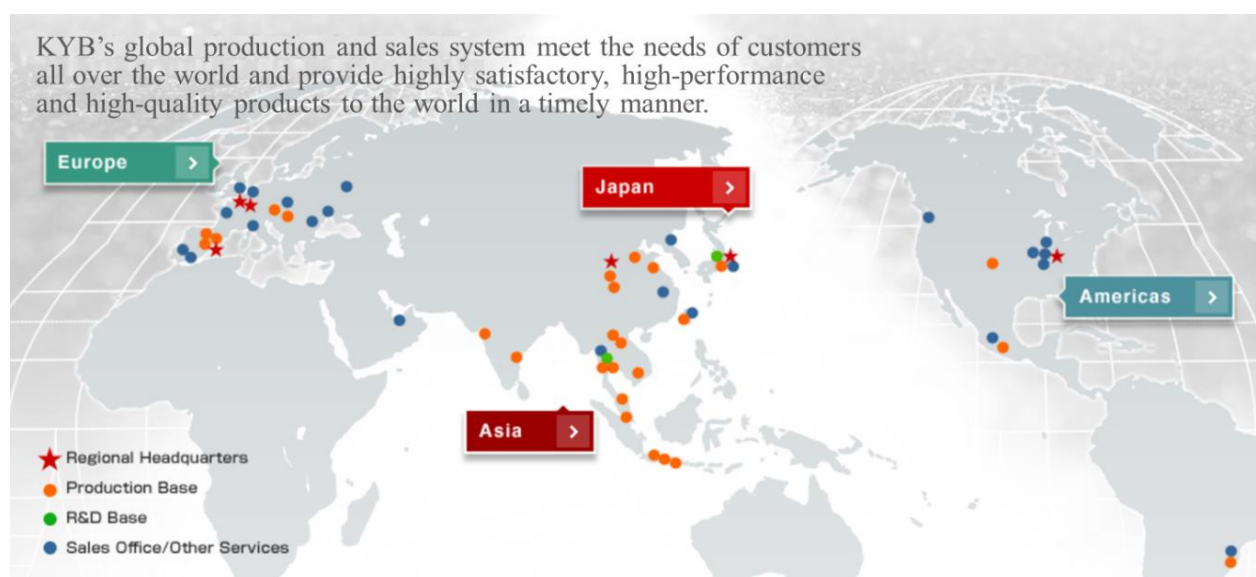 KYB's global production and sales system meet the needs of customers
all over the world and provide highly satisfactory, high-performance
and high-quality products to the world in a timely manner.
Europe
Japan
Americas
Asia
Regional Headquarters
Production Base
R&D Base
Sales Office/Other Services